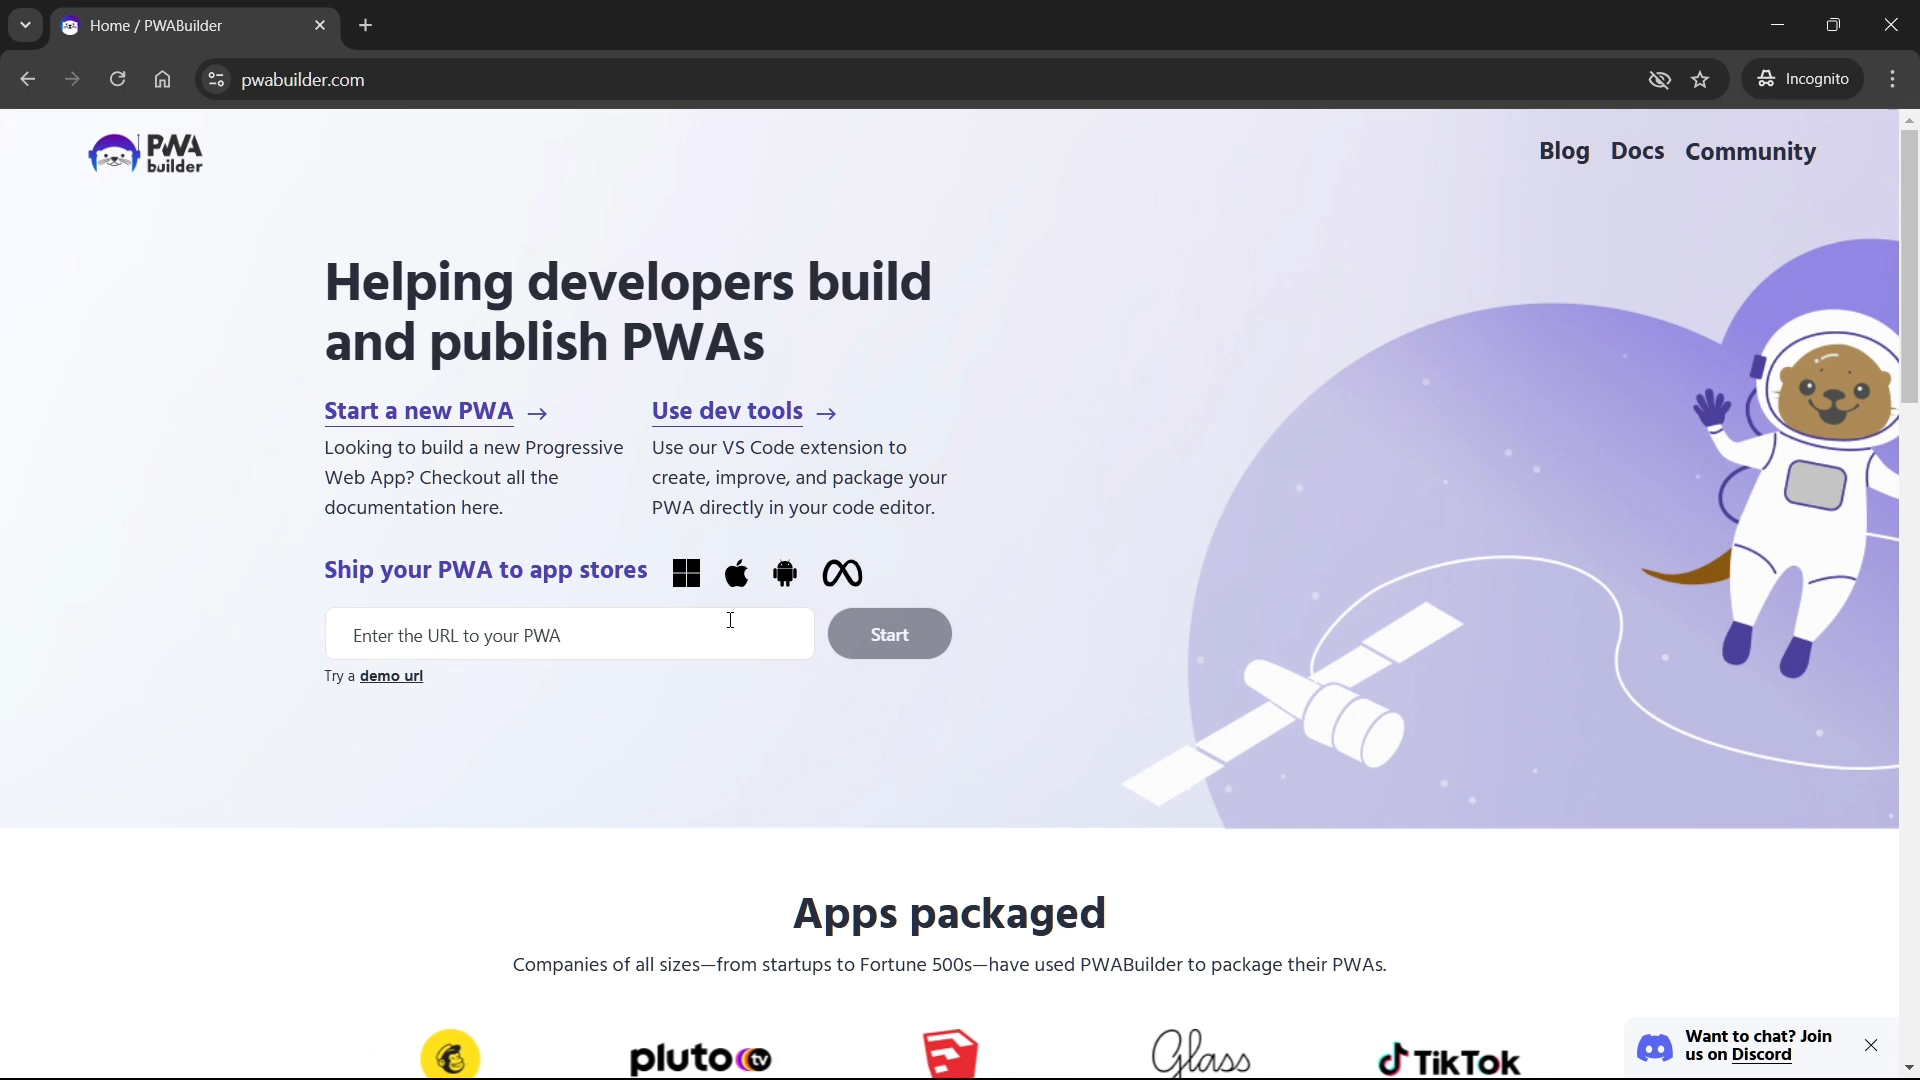 Home / PWABuilder
pwabuilder.com
Incognito
PWA
builder
Blog Docs Community
Helping developers build
and publish PWAs
Start a new PWA →
Looking to build a new Progressive
Web App? Checkout all the
documentation here.
Use dev tools →
Use our VS Code extension to
create, improve, and package your
PWA directly in your code editor.
Ship your PWA to app stores
Enter the URL to your PWA
Start
Try a demo url
Apps packaged
Companies of all sizes—from startups to Fortune 500s—have used PWABuilder to package their PWAs.
pluto tv
Glass
TikTok
Want to chat? Join
us on Discord